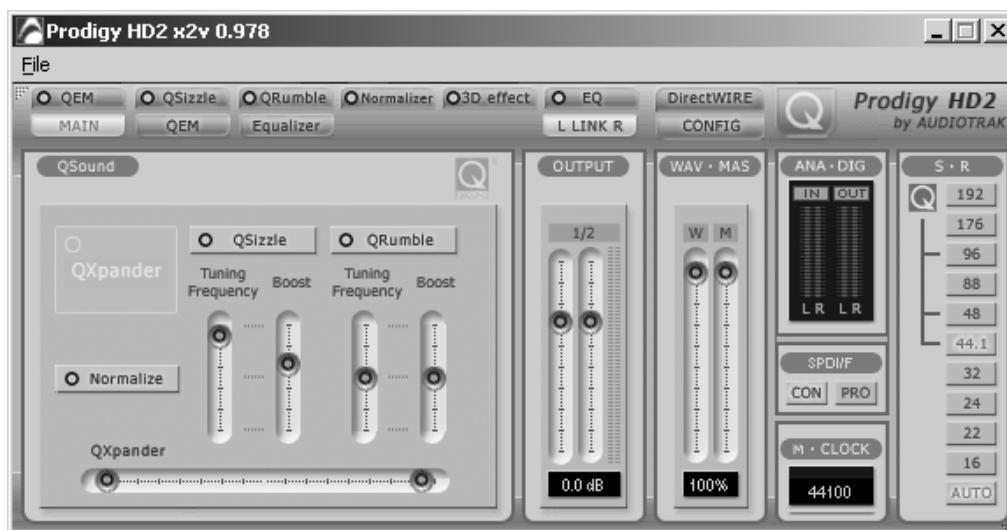 Prodigy HD2 x2v 0.978
File
QEM QSizzle QRumble Normalizer 3D effect EQ DirectWIRE
MAIN QEM Equalizer L LINK R CONFIG
Q
Prodigy HD2
by AUDIOTRAK
QSound
Q
QXpander
QSizzle QRumble
Tuning Frequency Boost Tuning Frequency Boost
Normalize
QXpander
OUTPUT
1/2
0.0 dB
WAV · MAS
W M
100%
ANA · DIG
IN OUT
L R L R
SPDI/F
CON PRO
M · CLOCK
44100
S · R
Q
192
176
96
88
48
44.1
32
24
22
16
AUTO